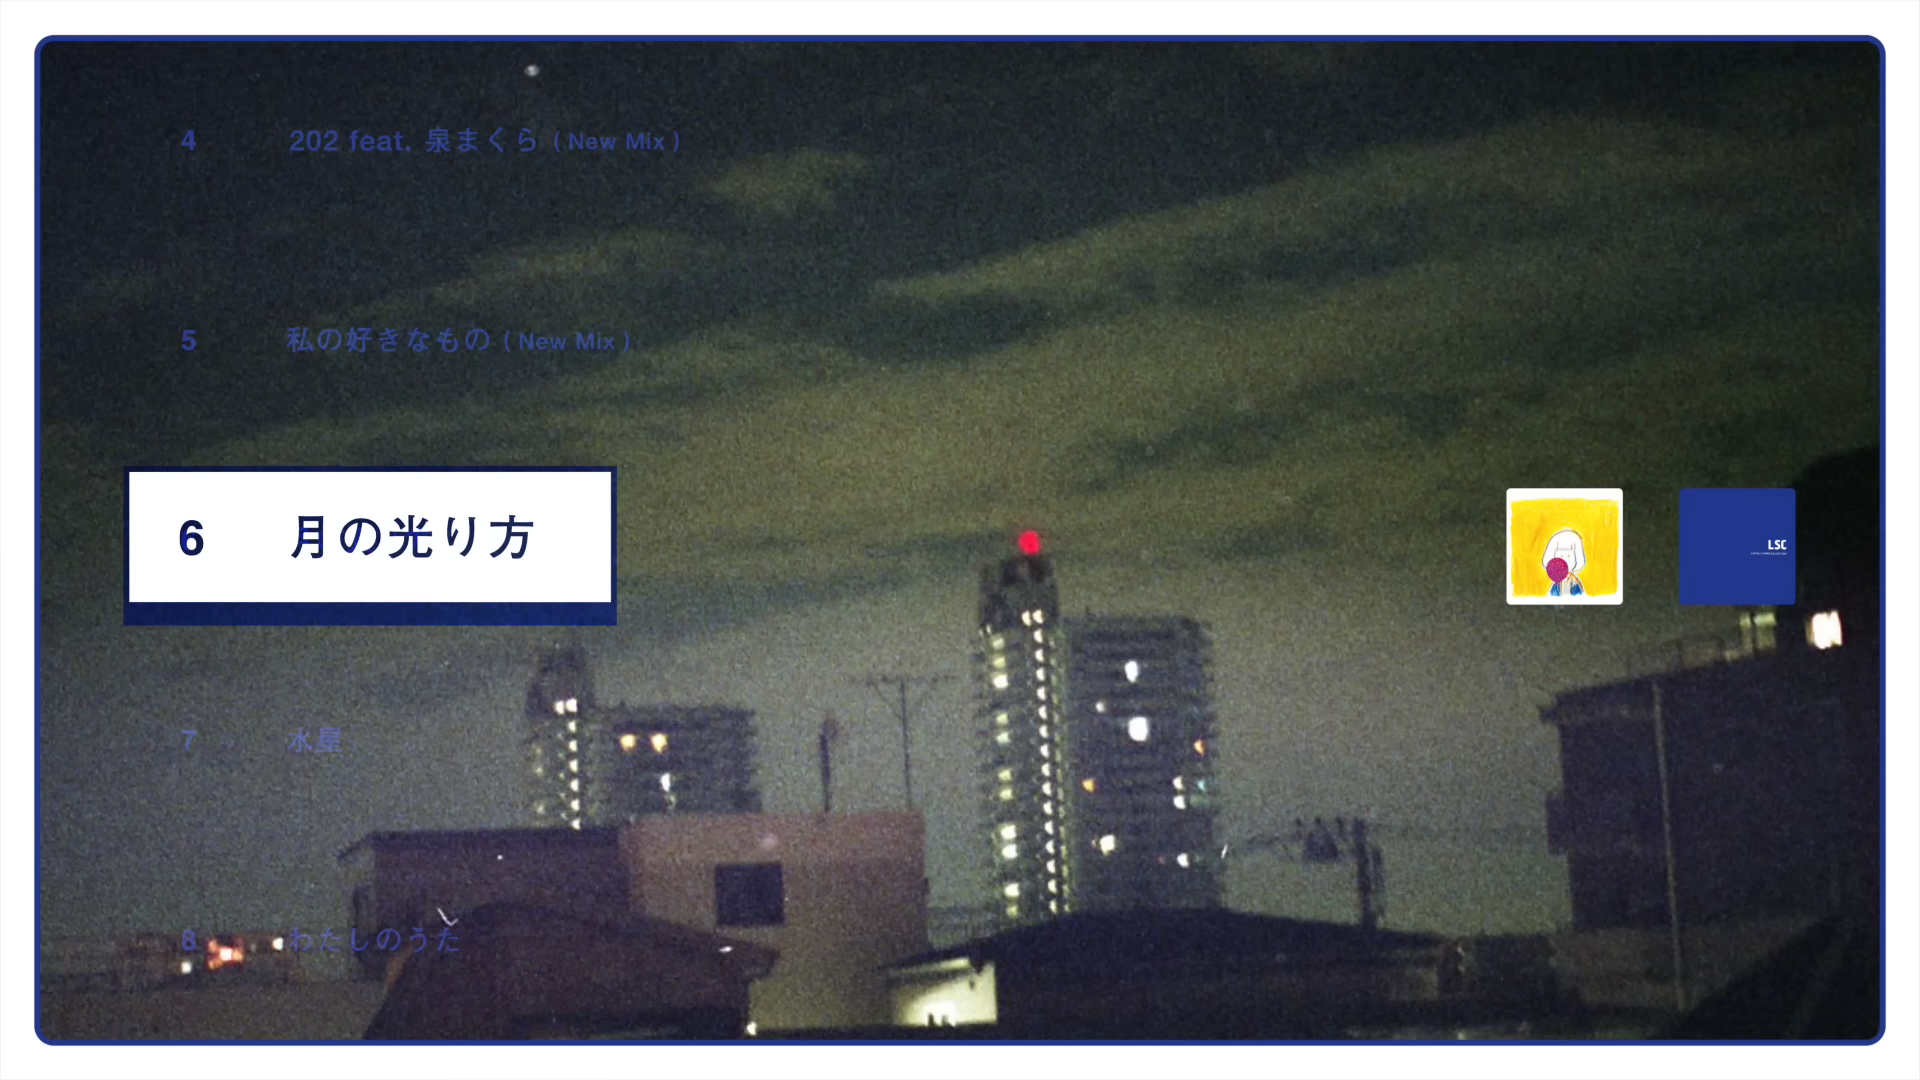 4 202 feat. 泉まくら ( New Mix )
5 私の好きなもの ( New Mix )
6 月の光り方
LSC
7 水星
8 わたしのうた